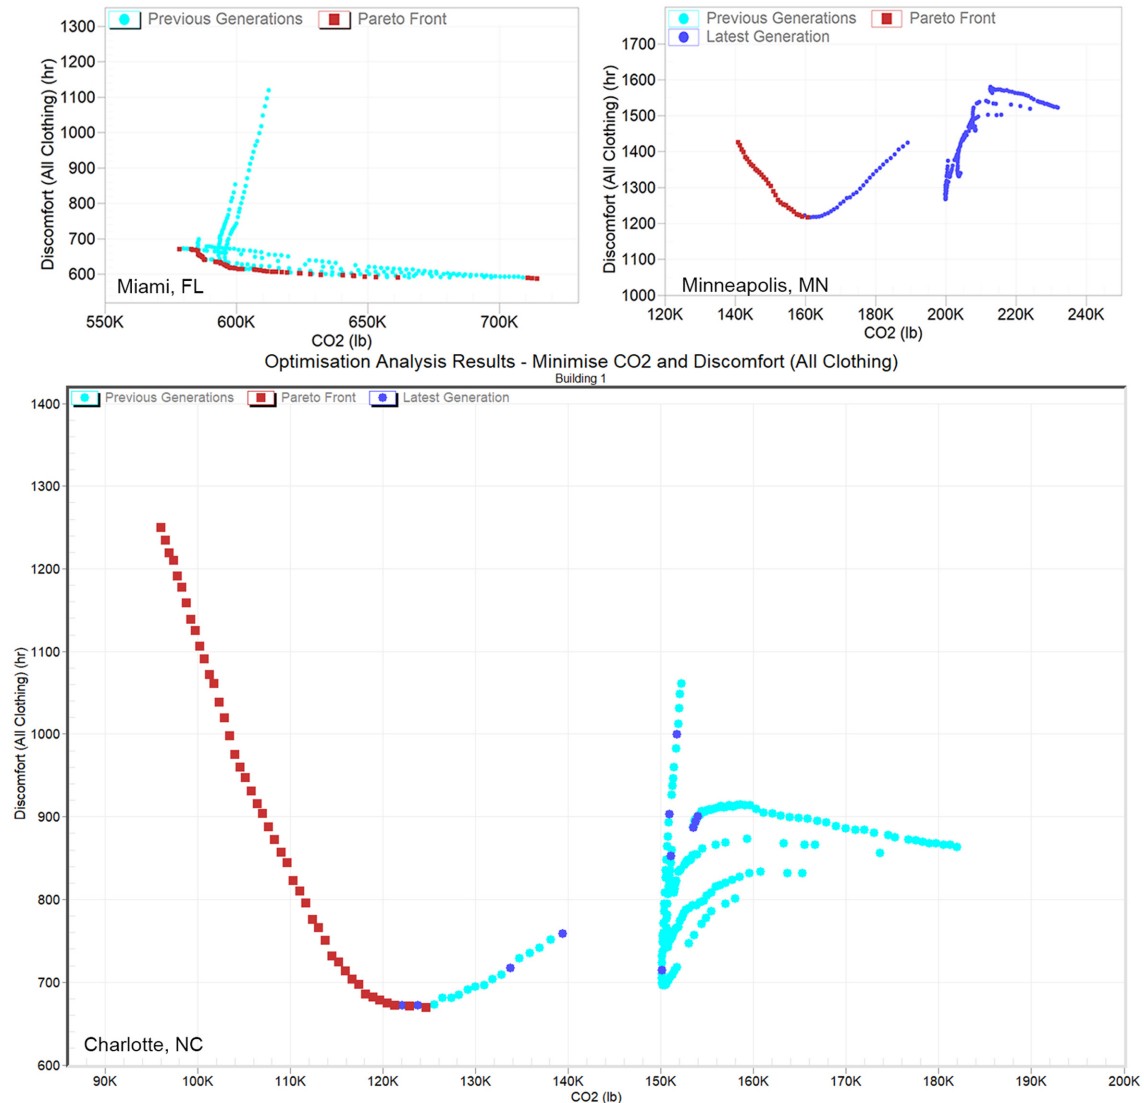 Previous Generations Pareto Front
1300
1200
1100
1000
900
800
700
600
Discomfort (All Clothing) (hr)
Miami, FL
550K 600K 650K 700K
CO2 (lb)
Previous Generations Pareto Front
Latest Generation
1700
1600
1500
1400
1300
1200
1100
1000
Discomfort (All Clothing) (hr)
Minneapolis, MN
120K 140K 160K 180K 200K 220K 240K
CO2 (lb)
Optimisation Analysis Results - Minimise CO2 and Discomfort (All Clothing)
Building 1
Previous Generations Pareto Front Latest Generation
1400
1300
1200
1100
1000
900
800
700
600
Discomfort (All Clothing) (hr)
Charlotte, NC
90K 100K 110K 120K 130K 140K 150K 160K 170K 180K 190K 200K
CO2 (lb)